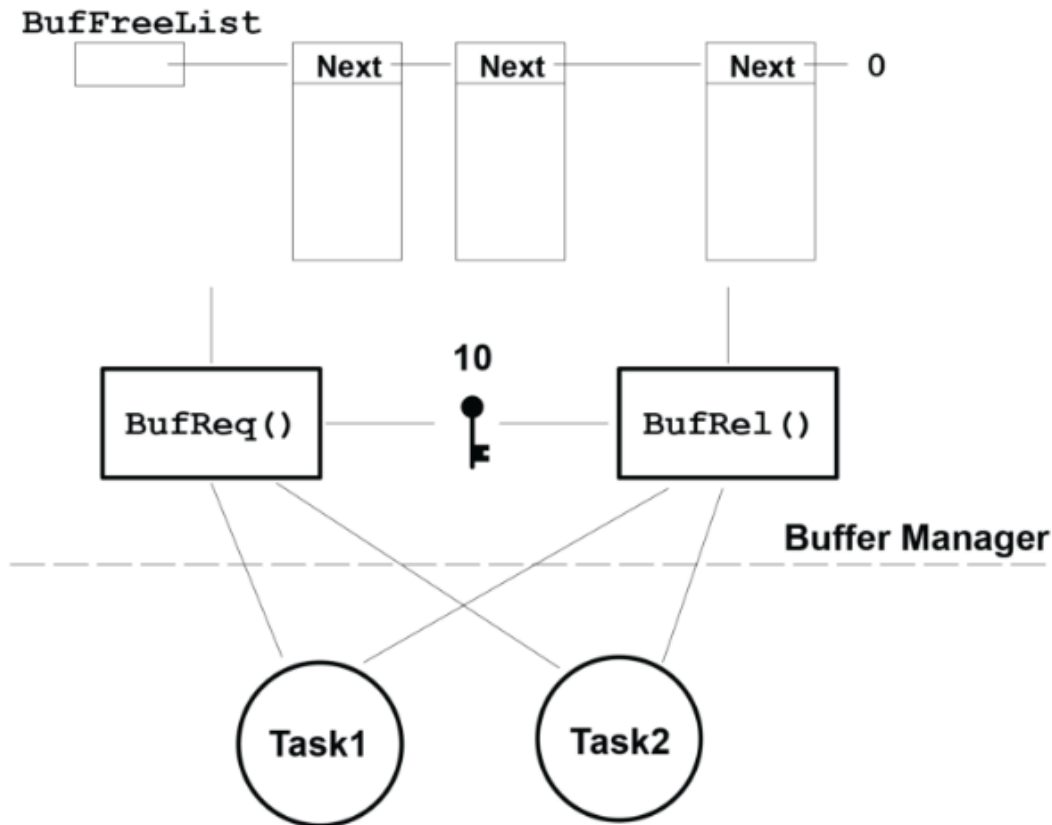 BufFreeList
Next Next Next 0
10
BufReq() BufRel()
Buffer Manager
Task1 Task2